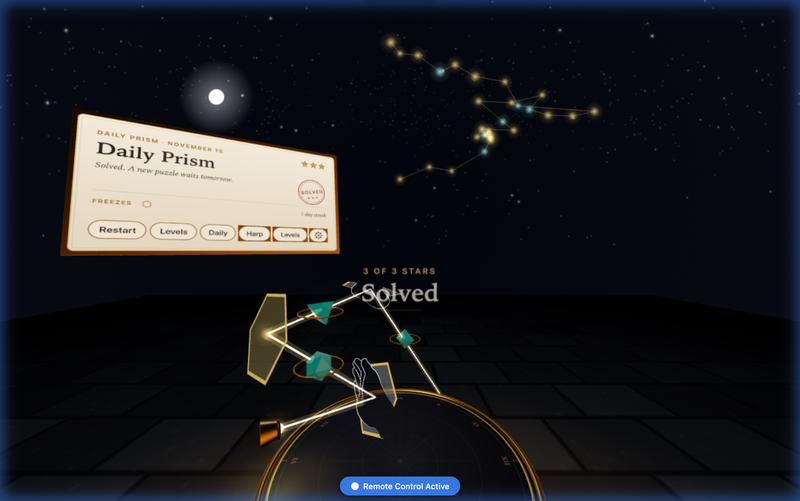 DAILY PRISM · NOVEMBER 15
Daily Prism
Solved. A new puzzle waits tomorrow.
SOLVED
FREEZES
1 day streak
Restart
Levels
Daily
Harp
Levels
3 OF 3 STARS
Solved
XII
Remote Control Active